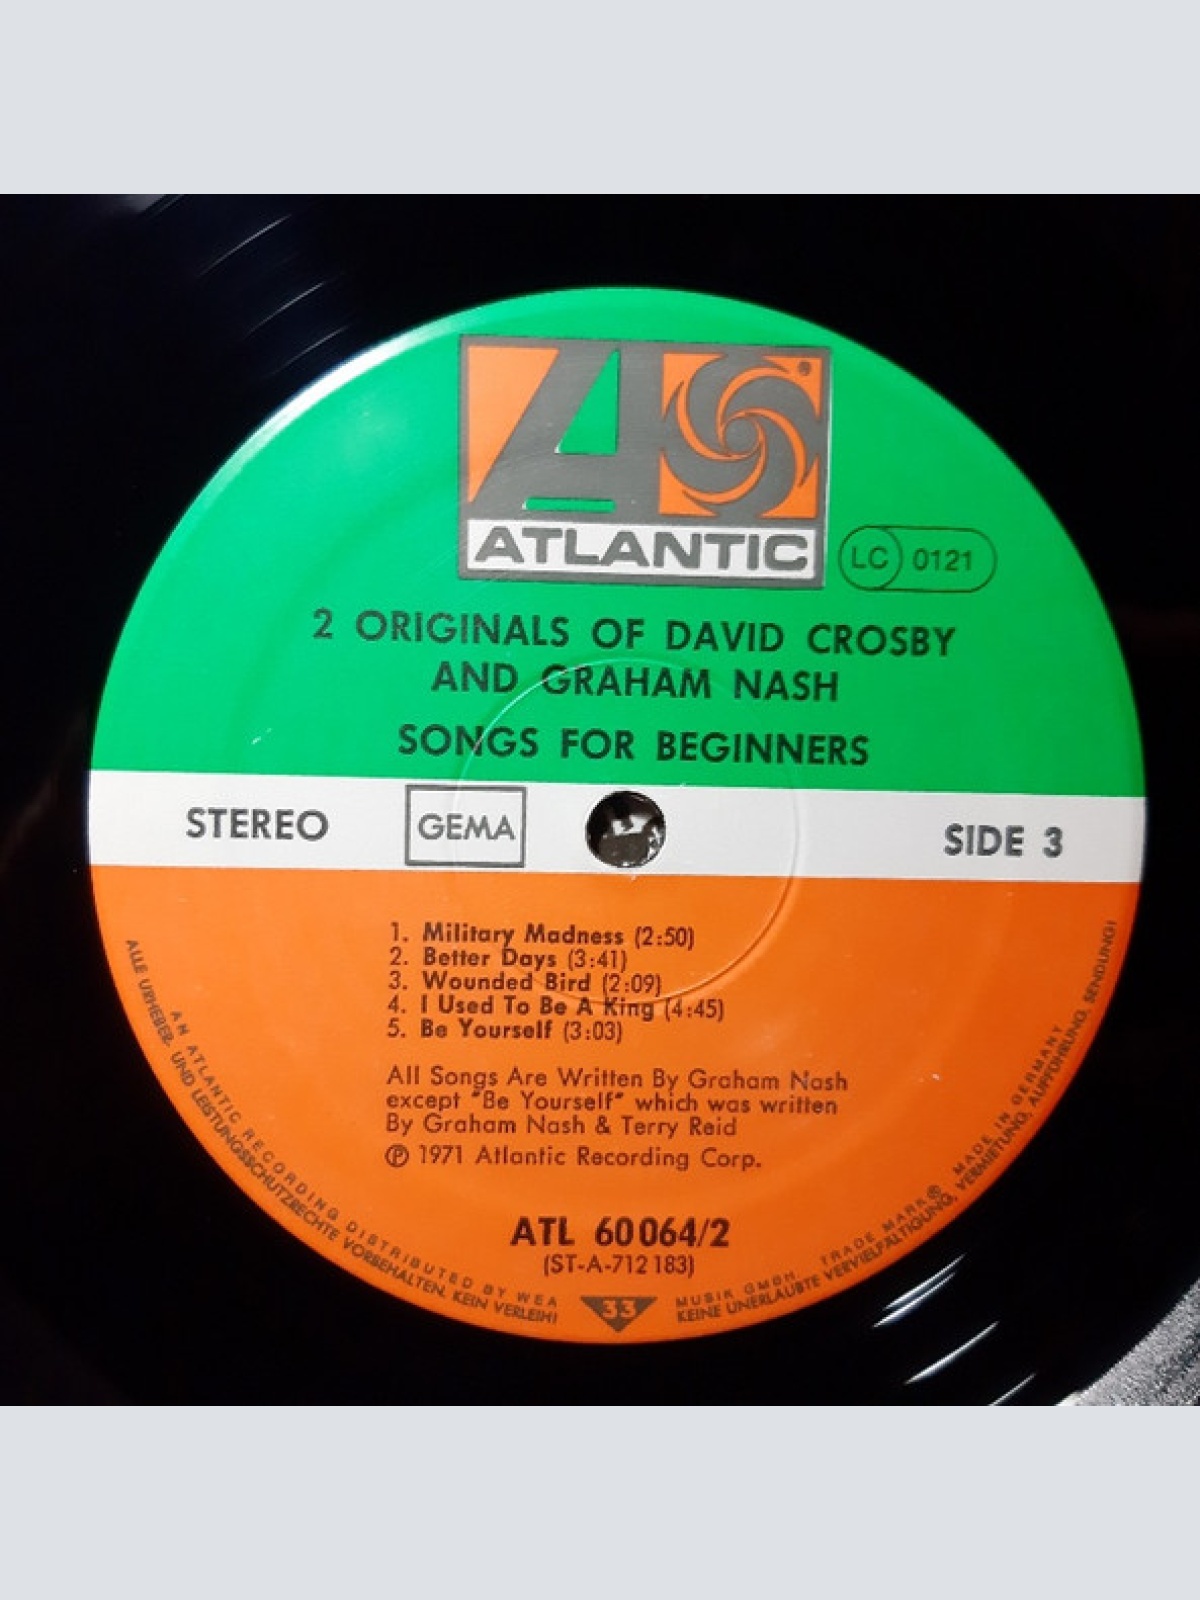 ATLANTIC
®
LC 0121
2 ORIGINALS OF DAVID CROSBY
AND GRAHAM NASH
SONGS FOR BEGINNERS
STEREO
GEMA
SIDE 3
1. Military Madness (2:50)
2. Better Days (3:41)
3. Wounded Bird (2:09)
4. I Used To Be A King (4:45)
5. Be Yourself (3:03)
All Songs Are Written By Graham Nash
except "Be Yourself" which was written
By Graham Nash & Terry Reid
℗ 1971 Atlantic Recording Corp.
ATL 60064/2
(ST-A-712 183)
33
AN ATLANTIC RECORDING DISTRIBUTED BY WEA MUSIK GMBH. TRADE MARK® MADE IN GERMANY
ALLE URHEBER- UND LEISTUNGSSCHUTZRECHTE VORBEHALTEN. KEIN VERLEIH! KEINE UNERLAUBTE VERVIELFÄLTIGUNG, VERMIETUNG, AUFFÜHRUNG, SENDUNG!